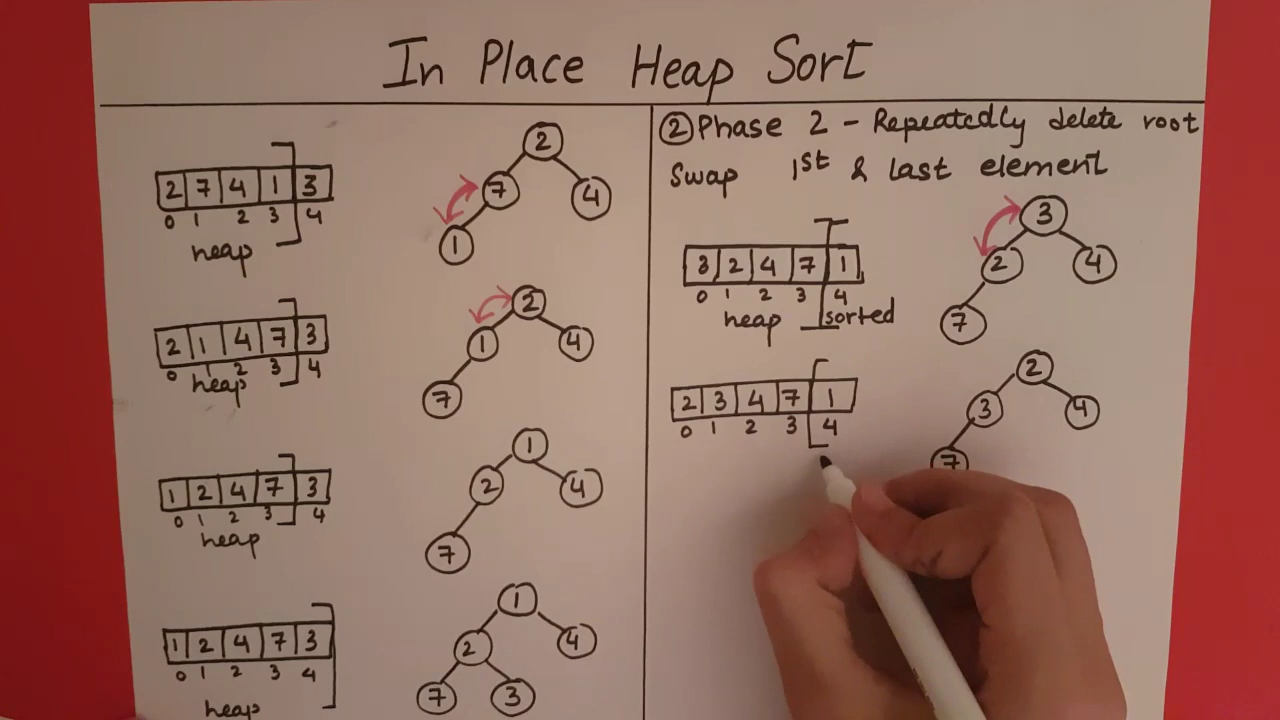 In Place Heap Sort
2 7 4 1 3
0 1 2 3 4
heap
2
7 4
1
2 1 4 7 3
0 1 2 3 4
heap
2
1 4
7
1 2 4 7 3
0 1 2 3 4
heap
1
2 4
7
1 2 4 7 3
0 1 2 3 4
heap
1
2 4
7 3
② Phase 2 - Repeatedly delete root
Swap 1st & last element
3 2 4 7 1
0 1 2 3 4
heap sorted
3
2 4
7
2 3 4 7 1
0 1 2 3 4
2
3 4
7